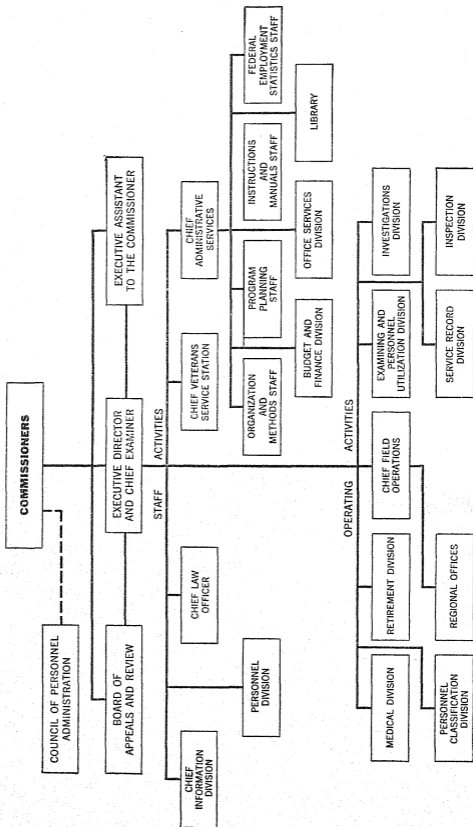 COMMISSIONERS
COUNCIL OF PERSONNEL
ADMINISTRATION
BOARD OF
APPEALS AND REVIEW
EXECUTIVE DIRECTOR
AND CHIEF EXAMINER
EXECUTIVE ASSISTANT
TO THE COMMISSIONER
STAFF ACTIVITIES
CHIEF
INFORMATION
DIVISION
PERSONNEL
DIVISION
CHIEF LAW
OFFICER
CHIEF VETERANS
SERVICE STATION
CHIEF
ADMINISTRATIVE
SERVICES
ORGANIZATION
AND
METHODS STAFF
PROGRAM
PLANNING
STAFF
INSTRUCTIONS
AND
MANUALS STAFF
FEDERAL
EMPLOYMENT
STATISTICS STAFF
BUDGET AND
FINANCE DIVISION
OFFICE SERVICES
DIVISION
LIBRARY
OPERATING ACTIVITIES
MEDICAL DIVISION
RETIREMENT DIVISION
CHIEF FIELD
OPERATIONS
EXAMINING AND
PERSONNEL
UTILIZATION DIVISION
INVESTIGATIONS
DIVISION
PERSONNEL
CLASSIFICATION
DIVISION
REGIONAL OFFICES
SERVICE RECORD
DIVISION
INSPECTION
DIVISION